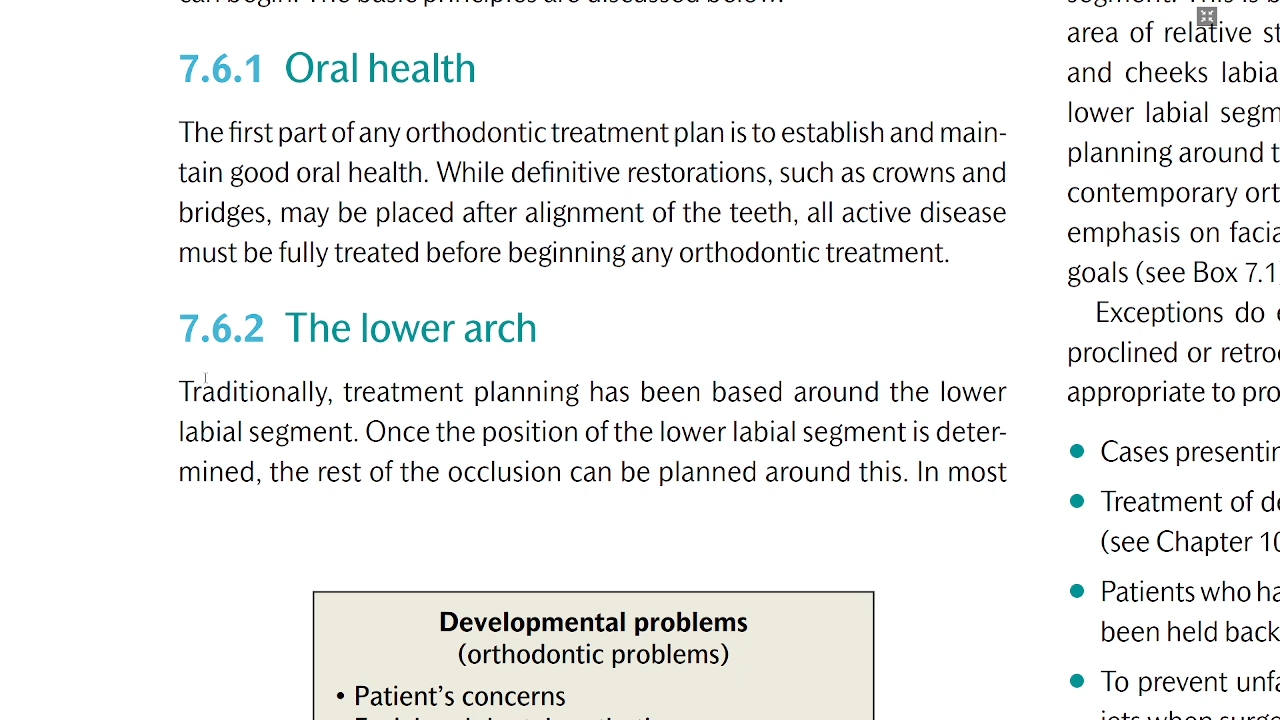 7.6.1 Oral health
The first part of any orthodontic treatment plan is to establish and main-
tain good oral health. While definitive restorations, such as crowns and
bridges, may be placed after alignment of the teeth, all active disease
must be fully treated before beginning any orthodontic treatment.
7.6.2 The lower arch
Traditionally, treatment planning has been based around the lower
labial segment. Once the position of the lower labial segment is deter-
mined, the rest of the occlusion can be planned around this. In most
Developmental problems
(orthodontic problems)
• Patient's concerns
area of relative
and cheeks labia
lower labial
planning around
contemporary
emphasis on
goals (see Box 7.1
Exceptions do
proclined or
appropriate to
• Cases
• Treatment of
(see Chapter 10
• Patients who
been held back
• To prevent